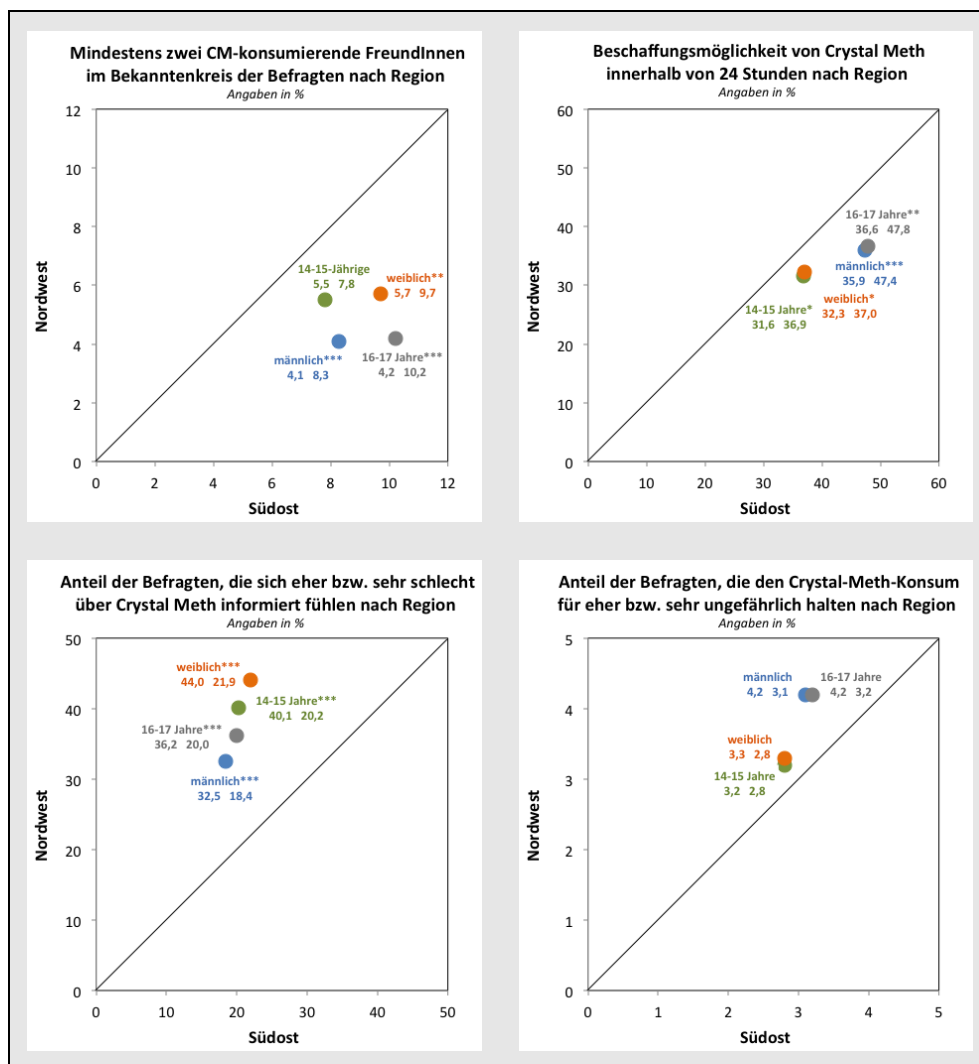 Mindestens zwei CM-konsumierende FreundInnen
im Bekanntenkreis der Befragten nach Region
Angaben in %
12
10
8
6
4
2
0
Nordwest
14-15-Jährige
5,5 7,8
weiblich**
5,7 9,7
männlich***
4,1 8,3
16-17 Jahre***
4,2 10,2
0 2 4 6 8 10 12
Südost
Beschaffungsmöglichkeit von Crystal Meth
innerhalb von 24 Stunden nach Region
Angaben in %
60
50
40
30
20
10
0
Nordwest
16-17 Jahre**
36,6 47,8
männlich***
35,9 47,4
weiblich*
32,3 37,0
14-15 Jahre*
31,6 36,9
0 10 20 30 40 50 60
Südost
Anteil der Befragten, die sich eher bzw. sehr schlecht
über Crystal Meth informiert fühlen nach Region
Angaben in %
50
40
30
20
10
0
Nordwest
weiblich***
44,0 21,9
14-15 Jahre***
40,1 20,2
16-17 Jahre***
36,2 20,0
männlich***
32,5 18,4
0 10 20 30 40 50
Südost
Anteil der Befragten, die den Crystal-Meth-Konsum
für eher bzw. sehr ungefährlich halten nach Region
Angaben in %
5
4
3
2
1
0
Nordwest
männlich
4,2 3,1
16-17 Jahre
4,2 3,2
weiblich
3,3 2,8
14-15 Jahre
3,2 2,8
0 1 2 3 4 5
Südost